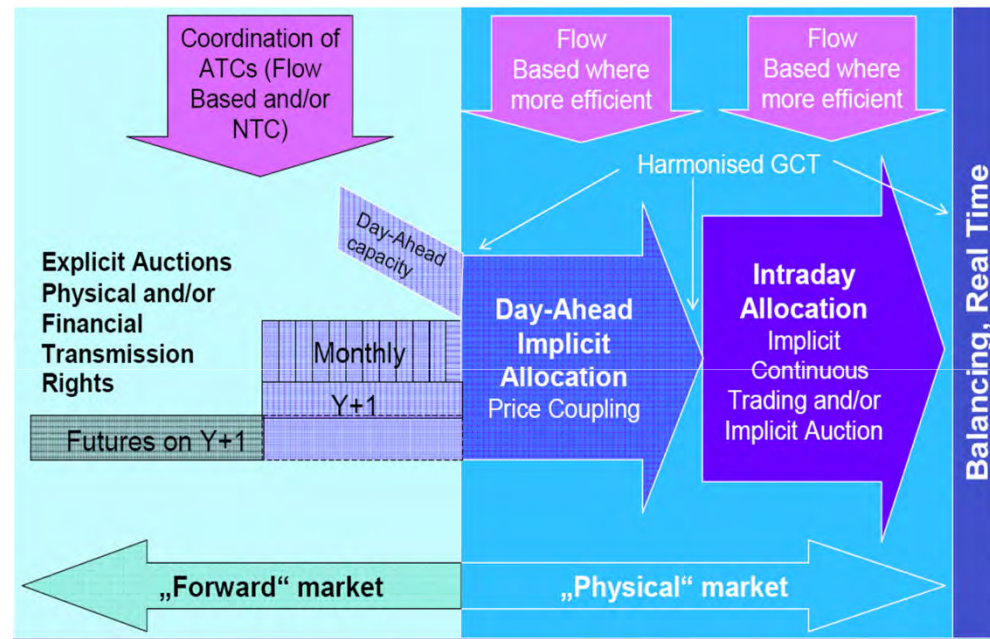 Coordination of
ATCs (Flow
Based and/or
NTC)
Flow
Based where
more efficient
Flow
Based where
more efficient
Harmonised GCT
Day-Ahead
capacity
Explicit Auctions
Physical and/or
Financial
Transmission
Rights
Monthly
Y+1
Futures on Y+1
Day-Ahead
Implicit
Allocation
Price Coupling
Intraday
Allocation
Implicit
Continuous
Trading and/or
Implicit Auction
Balancing, Real Time
„Forward“ market
„Physical“ market